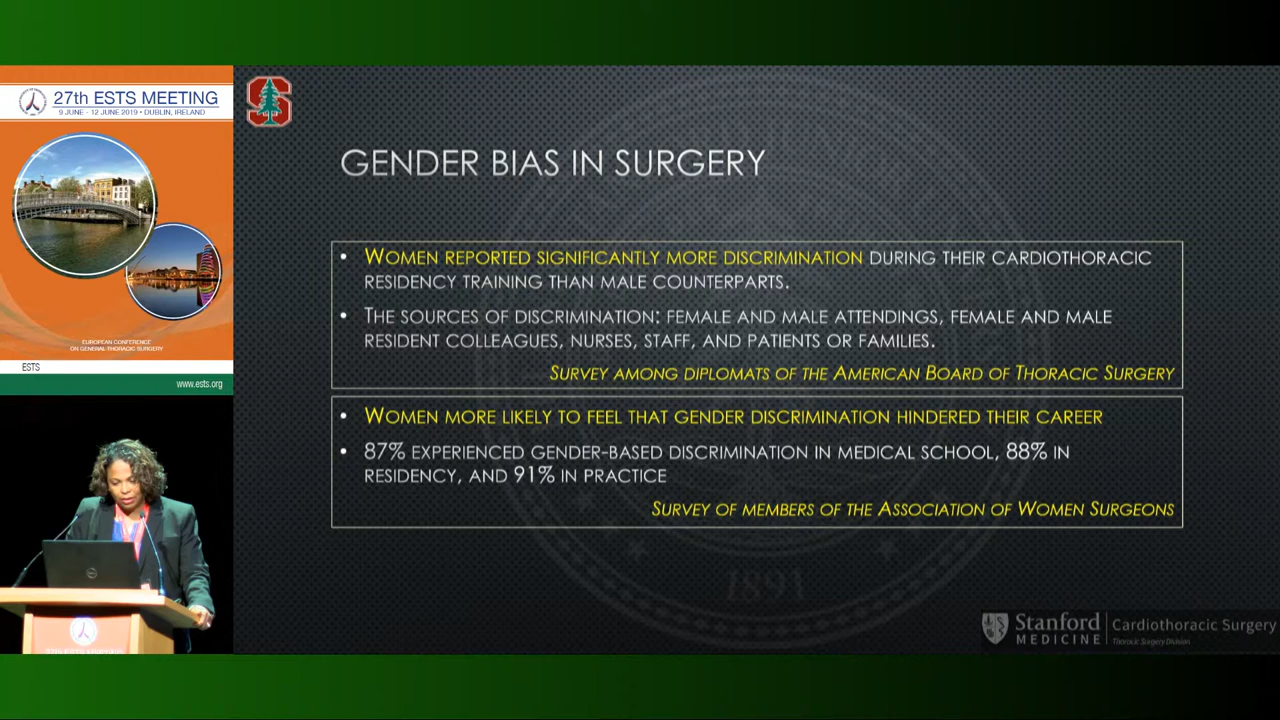 27th ESTS MEETING
9 JUNE - 12 JUNE 2019 • DUBLIN, IRELAND
EUROPEAN CONFERENCE
ON GENERAL THORACIC SURGERY
ESTS
www.ests.org
S
GENDER BIAS IN SURGERY
• WOMEN REPORTED SIGNIFICANTLY MORE DISCRIMINATION DURING THEIR CARDIOTHORACIC
RESIDENCY TRAINING THAN MALE COUNTERPARTS.
• THE SOURCES OF DISCRIMINATION: FEMALE AND MALE ATTENDINGS, FEMALE AND MALE
RESIDENT COLLEAGUES, NURSES, STAFF, AND PATIENTS OR FAMILIES.
SURVEY AMONG DIPLOMATS OF THE AMERICAN BOARD OF THORACIC SURGERY
• WOMEN MORE LIKELY TO FEEL THAT GENDER DISCRIMINATION HINDERED THEIR CAREER
• 87% EXPERIENCED GENDER-BASED DISCRIMINATION IN MEDICAL SCHOOL, 88% IN
RESIDENCY, AND 91% IN PRACTICE
SURVEY OF MEMBERS OF THE ASSOCIATION OF WOMEN SURGEONS
1891
Stanford
MEDICINE
Cardiothoracic Surgery
Thoracic Surgery Division